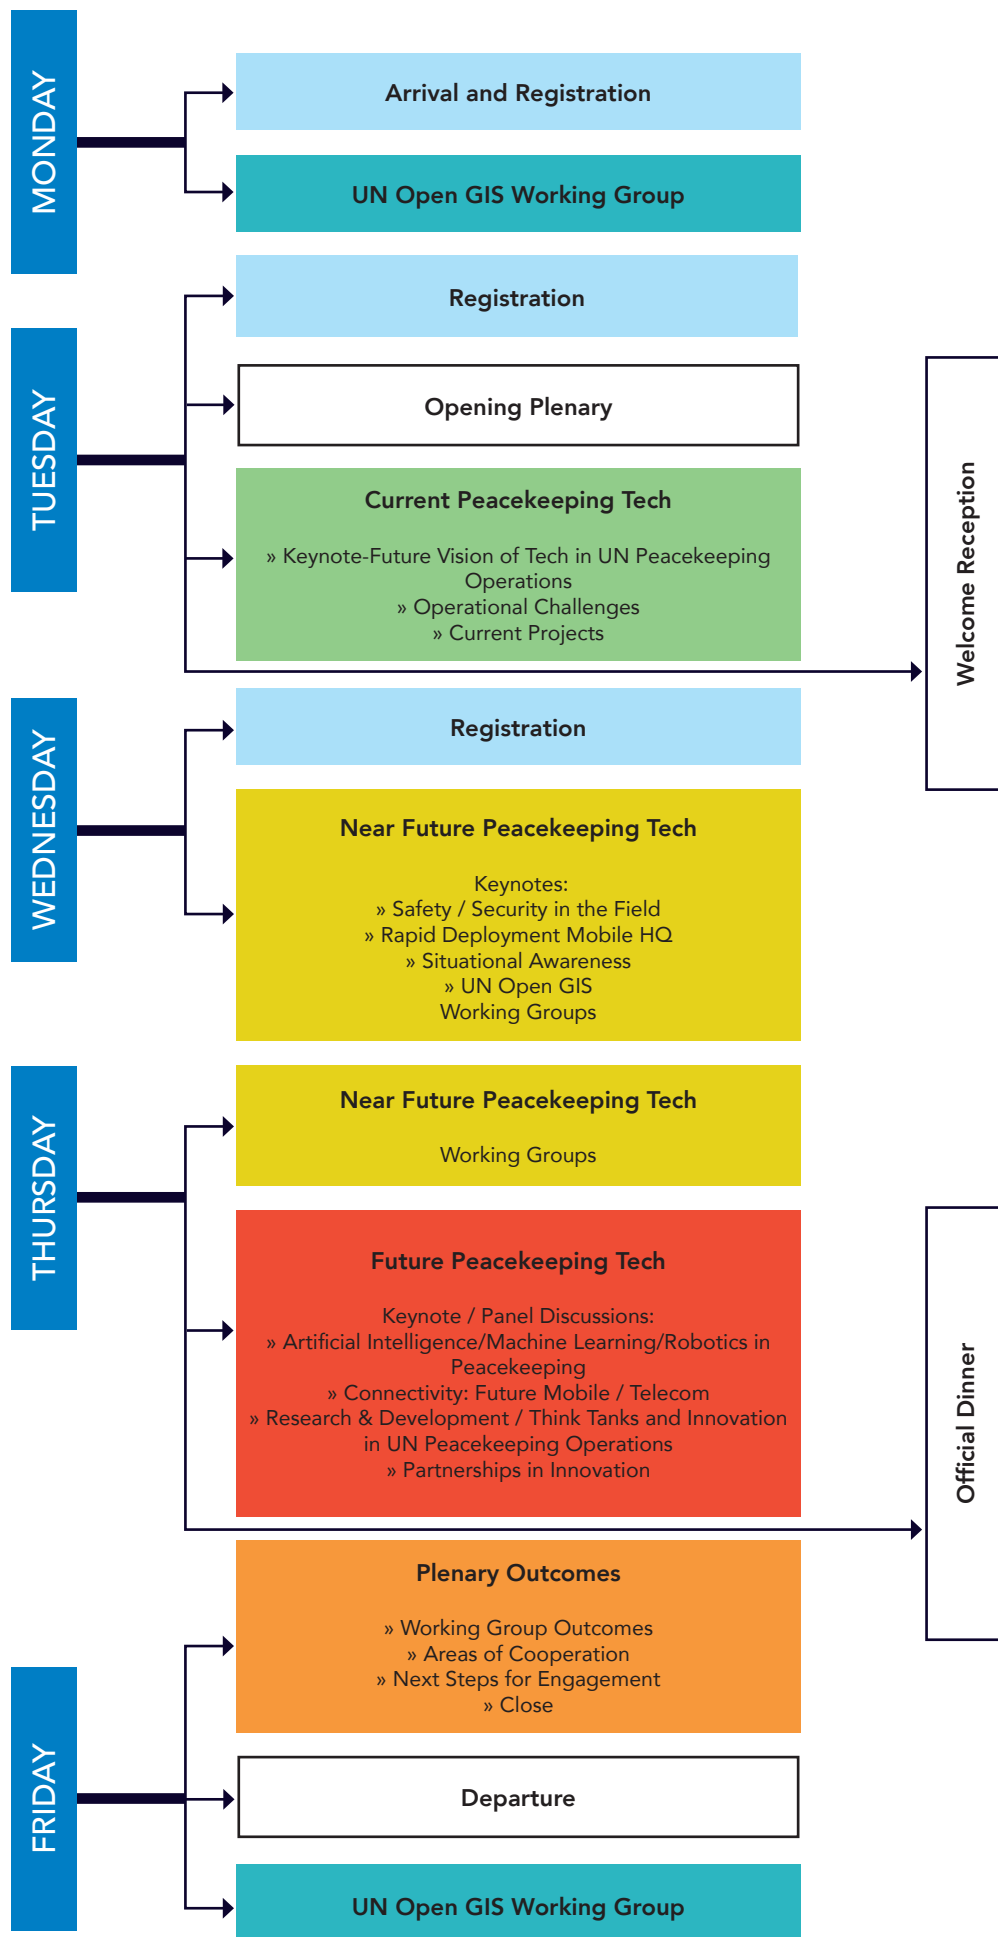 MONDAY
Arrival and Registration
UN Open GIS Working Group
TUESDAY
Registration
Opening Plenary
Current Peacekeeping Tech
» Keynote-Future Vision of Tech in UN Peacekeeping
Operations
» Operational Challenges
» Current Projects
Welcome Reception
WEDNESDAY
Registration
Near Future Peacekeeping Tech
Keynotes:
» Safety / Security in the Field
» Rapid Deployment Mobile HQ
» Situational Awareness
» UN Open GIS
Working Groups
THURSDAY
Near Future Peacekeeping Tech
Working Groups
Future Peacekeeping Tech
Keynote / Panel Discussions:
» Artificial Intelligence/Machine Learning/Robotics in
Peacekeeping
» Connectivity: Future Mobile / Telecom
» Research & Development / Think Tanks and Innovation
in UN Peacekeeping Operations
» Partnerships in Innovation
Official Dinner
FRIDAY
Plenary Outcomes
» Working Group Outcomes
» Areas of Cooperation
» Next Steps for Engagement
» Close
Departure
UN Open GIS Working Group